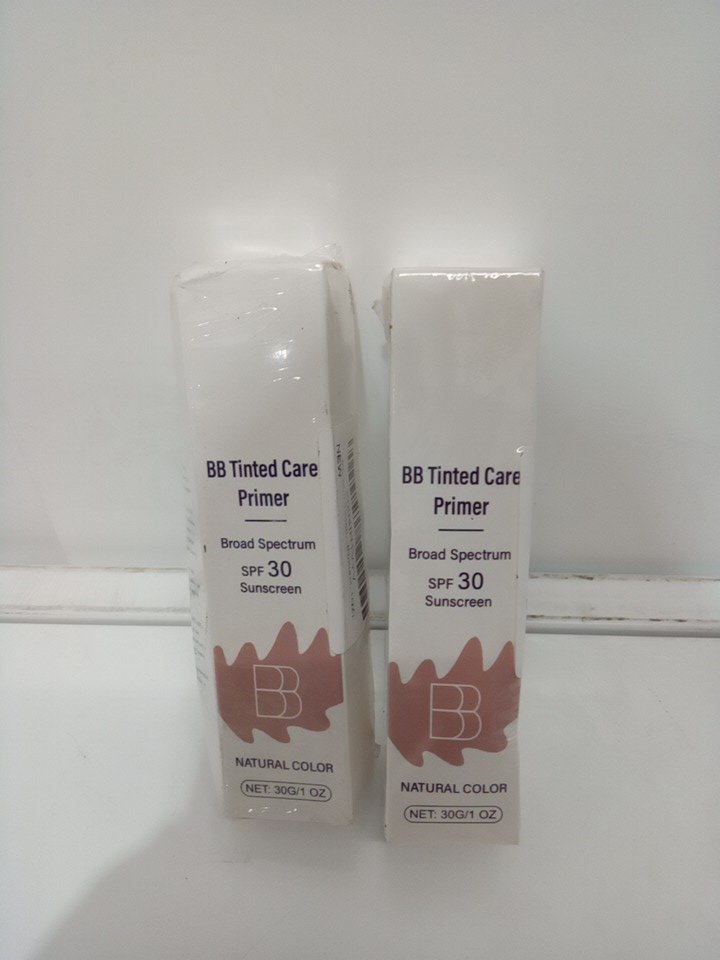 BB Tinted Care
Primer
Broad Spectrum
SPF 30
Sunscreen
BB
NATURAL COLOR
NET: 30G/1 OZ
NEW
BB Tinted Care
Primer
Broad Spectrum
SPF 30
Sunscreen
BB
NATURAL COLOR
NET: 30G/1 OZ